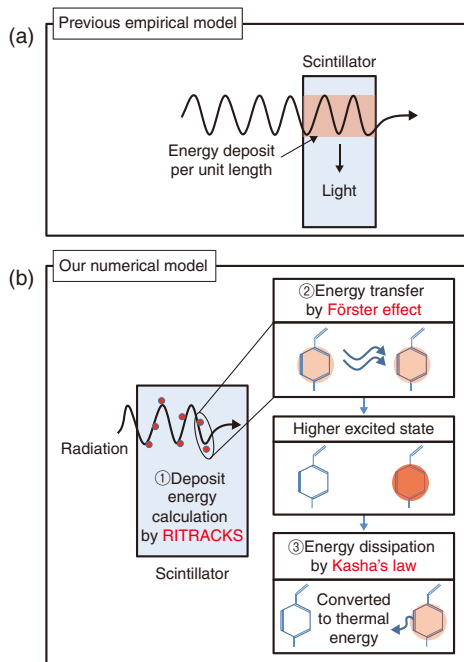 (a)
Previous empirical model
Scintillator
Energy deposit
per unit length
Light
(b)
Our numerical model
②Energy transfer
by Förster effect
Radiation
①Deposit
energy
calculation
by RITRACKS
Scintillator
Higher excited state
③Energy dissipation
by Kasha's law
Converted
to thermal
energy